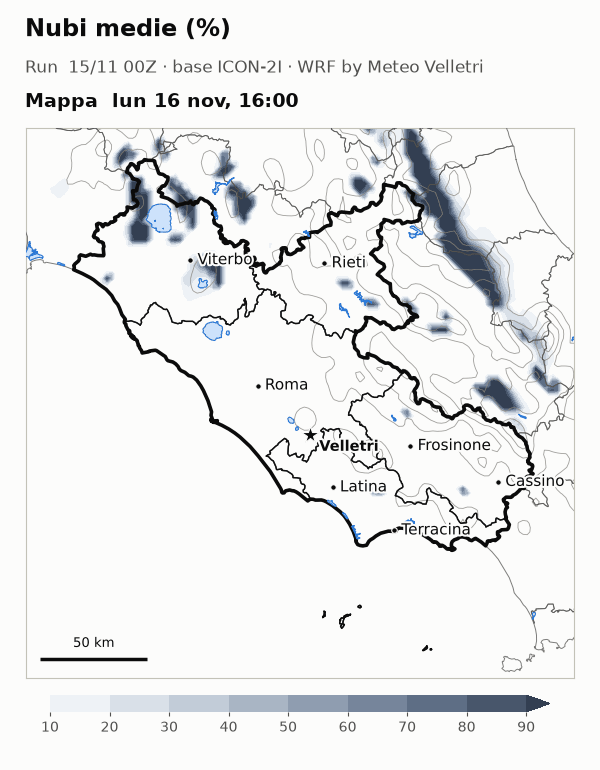 Nubi medie (%)
Run  15/11 00Z · base ICON-2I · WRF by Meteo Velletri
Mappa  lun 16 nov, 16:00
Viterbo
Rieti
Roma
Velletri
Frosinone
Latina
Cassino
Terracina
50 km
10 20 30 40 50 60 70 80 90